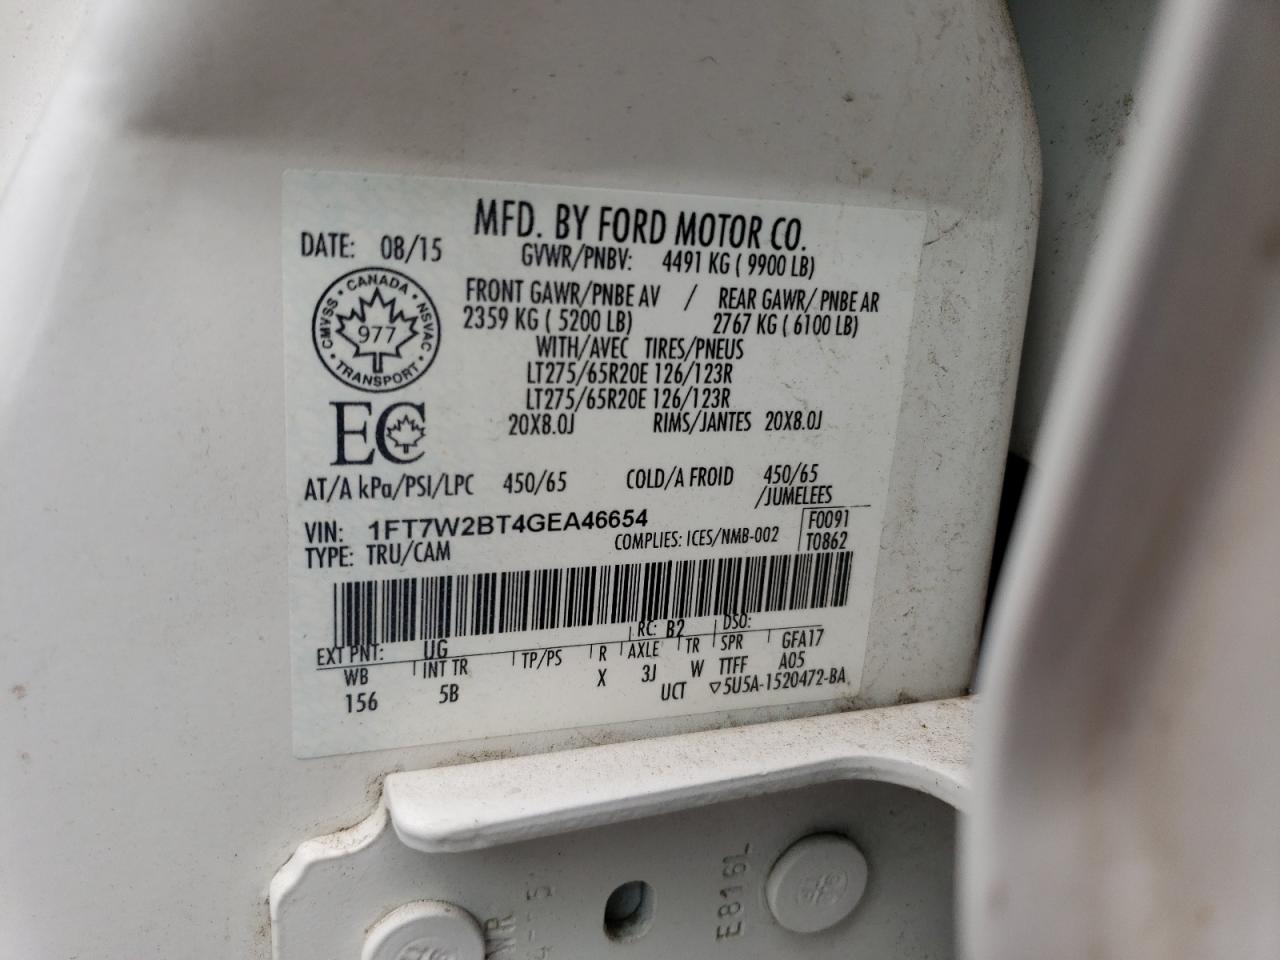 MFD. BY FORD MOTOR CO.
DATE: 08/15
GVWR/PNBV: 4491 KG ( 9900 LB)
FRONT GAWR/PNBE AV / REAR GAWR/ PNBE AR
2359 KG ( 5200 LB) 2767 KG ( 6100 LB)
WITH/AVEC TIRES/PNEUS
LT275/65R20E 126/123R
LT275/65R20E 126/123R
20X8.0J RIMS/JANTES 20X8.0J
CANADA • NSVAC • TRANSPORT • CMVSS •
977
EC
AT/A kPa/PSI/LPC 450/65 COLD/A FROID 450/65
/JUMELEES
VIN: 1FT7W2BT4GEA46654
F0091
TYPE: TRU/CAM COMPLIES: ICES/NMB-002 T0862
EXT PNT: UG RC: B2 DSO:
WB INT TR TP/PS R AXLE TR SPR GFA17
156 5B X 3J W TTFF A05
UCT ▽5U5A-1520472-BA
E816L